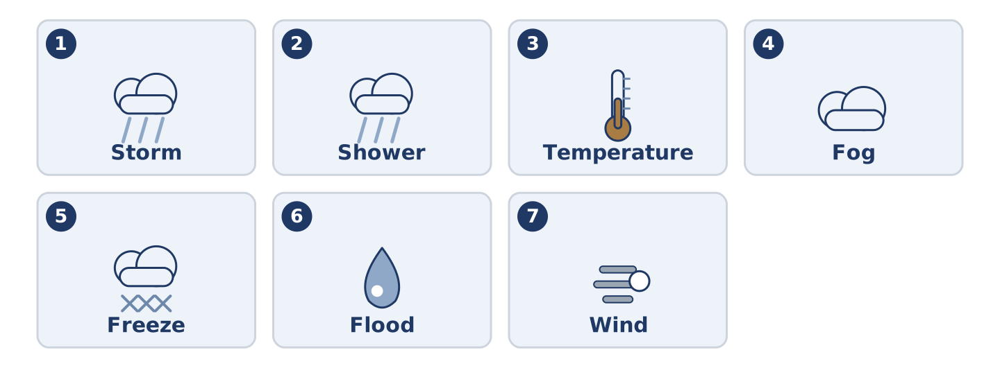 1
Storm
2
Shower
3
Temperature
4
Fog
5
Freeze
6
Flood
7
Wind